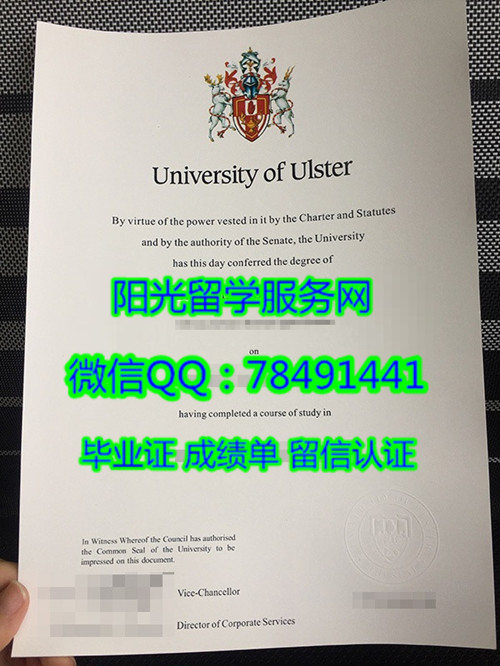 University of Ulster
By virtue of the power vested in it by the Charter and Statutes
and by the authority of the Senate, the University
has this day conferred the degree of
阳光留学服务网
on
微信QQ：78491441
having completed a course of study in
毕业证 成绩单 留信认证
In Witness Whereof the Council has authorised
the Common Seal of the University to be
impressed on this document.
Vice-Chancellor
Director of Corporate Services